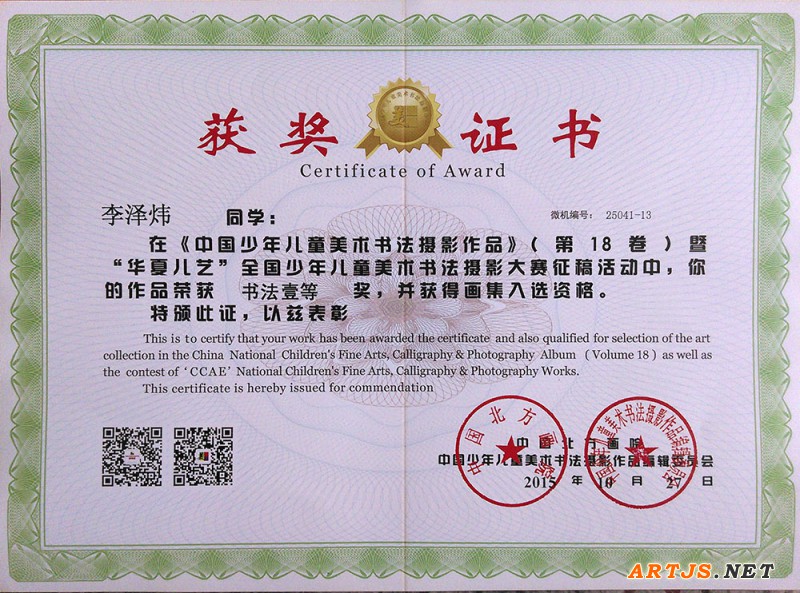 获奖证书
Certificate of Award
李泽炜 同学： 微机编号： 25041-13
在《中国少年儿童美术书法摄影作品》（第 18 卷）暨
“华夏儿艺”全国少年儿童美术书法摄影大赛征稿活动中，你
的作品荣获 书法壹等 奖，并获得画集入选资格。
特颁此证，以兹表彰
This is to certify that your work has been awarded the certificate and also qualified for selection of the art
collection in the China National Children's Fine Arts, Calligraphy & Photography Album （Volume 18）as well as
the contest of ‘CCAE’ National Children's Fine Arts, Calligraphy & Photography Works.
This certificate is hereby issued for commendation
中国北方画院
中国北方画院
中国少年儿童美术书法摄影作品编辑委员会
2015 年 10 月 27 日
ARTJS.NET